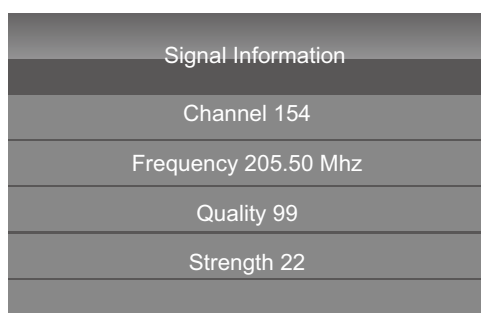 Signal Information
Channel 154
Frequency 205.50 Mhz
Quality 99
Strength 22